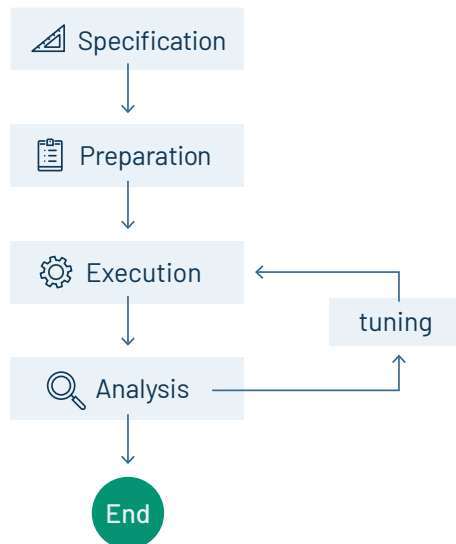 Specification
Preparation
Execution
tuning
Analysis
End